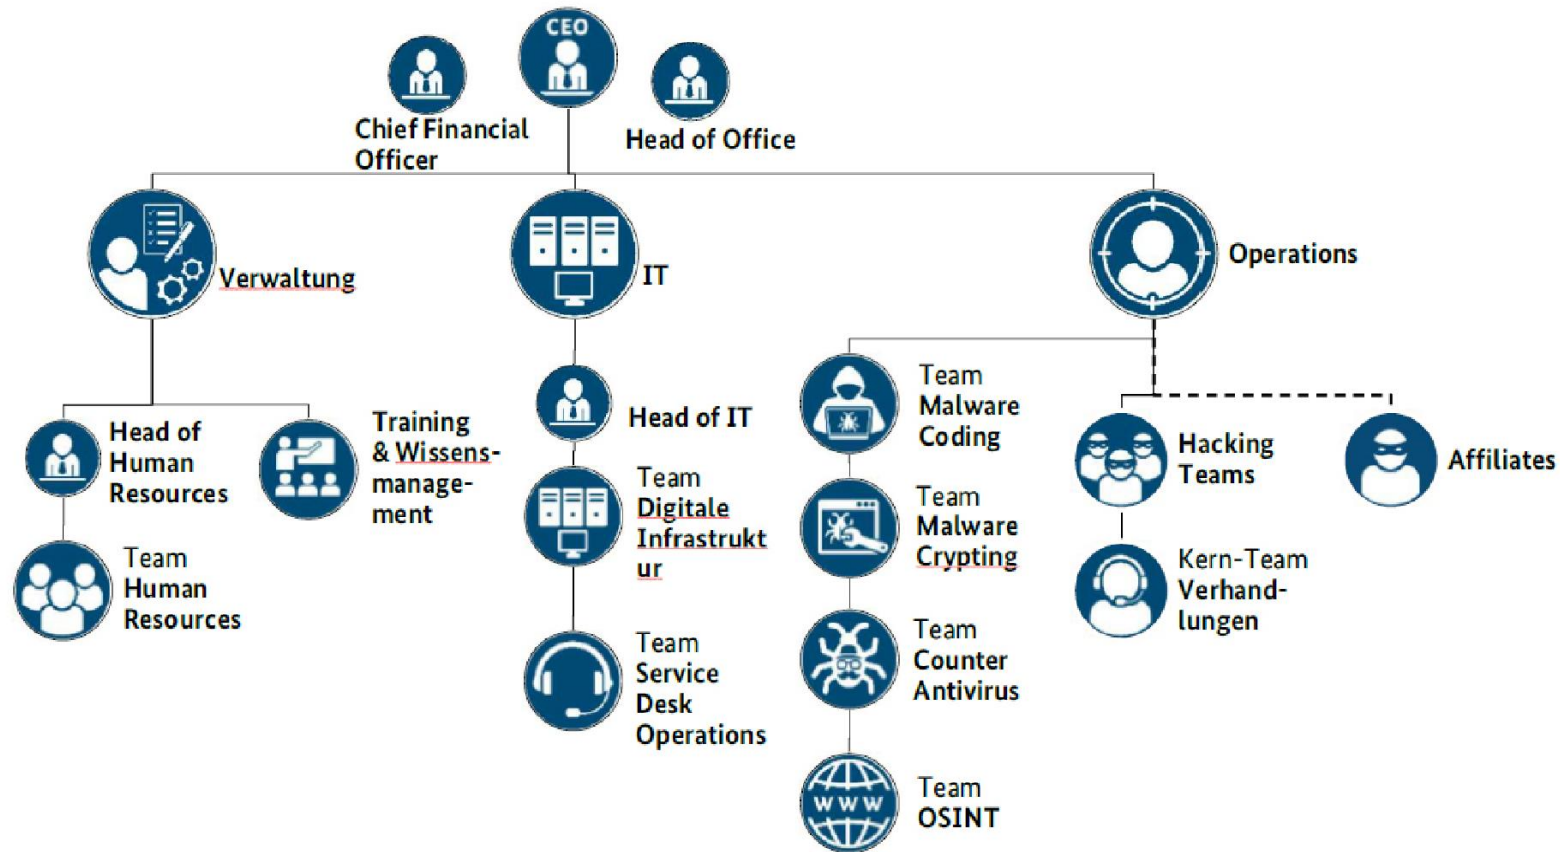 CEO
Chief Financial
Officer
Head of Office
Verwaltung
IT
Operations
Head of
Human
Resources
Training
& Wissens-
manage-
ment
Team
Human
Resources
Head of IT
Team
Digitale
Infrastrukt
ur
Team
Service
Desk
Operations
Team
Malware
Coding
Team
Malware
Crypting
Team
Counter
Antivirus
Team
OSINT
WWW
Hacking
Teams
Kern-Team
Verhand-
lungen
Affiliates